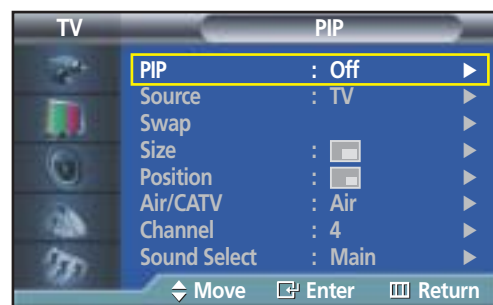 TV PIP
PIP : Off
Source : TV
Swap
Size :
Position :
Air/CATV : Air
Channel : 4
Sound Select : Main
Move Enter Return